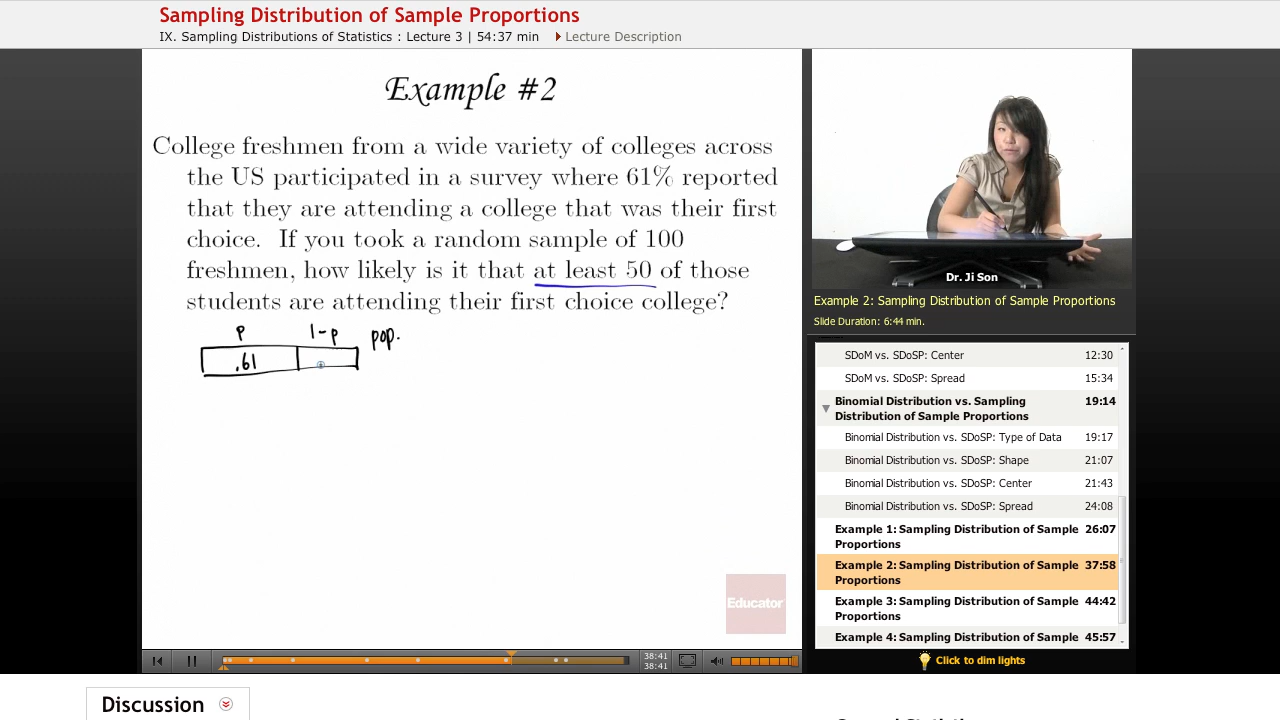 Sampling Distribution of Sample Proportions
IX. Sampling Distributions of Statistics : Lecture 3 | 54:37 min Lecture Description
Example #2
College freshmen from a wide variety of colleges across
the US participated in a survey where 61% reported
that they are attending a college that was their first
choice. If you took a random sample of 100
freshmen, how likely is it that at least 50 of those
students are attending their first choice college?
p 1-p pop.
.61
Educator
38:41
38:41
Dr. Ji Son
Example 2: Sampling Distribution of Sample Proportions
Slide Duration: 6:44 min.
SDoM vs. SDoSP: Center 12:30
SDoM vs. SDoSP: Spread 15:34
Binomial Distribution vs. Sampling 19:14
Distribution of Sample Proportions
Binomial Distribution vs. SDoSP: Type of Data 19:17
Binomial Distribution vs. SDoSP: Shape 21:07
Binomial Distribution vs. SDoSP: Center 21:43
Binomial Distribution vs. SDoSP: Spread 24:08
Example 1: Sampling Distribution of Sample 26:07
Proportions
Example 2: Sampling Distribution of Sample 37:58
Proportions
Example 3: Sampling Distribution of Sample 44:42
Proportions
Example 4: Sampling Distribution of Sample 45:57
Click to dim lights
Discussion